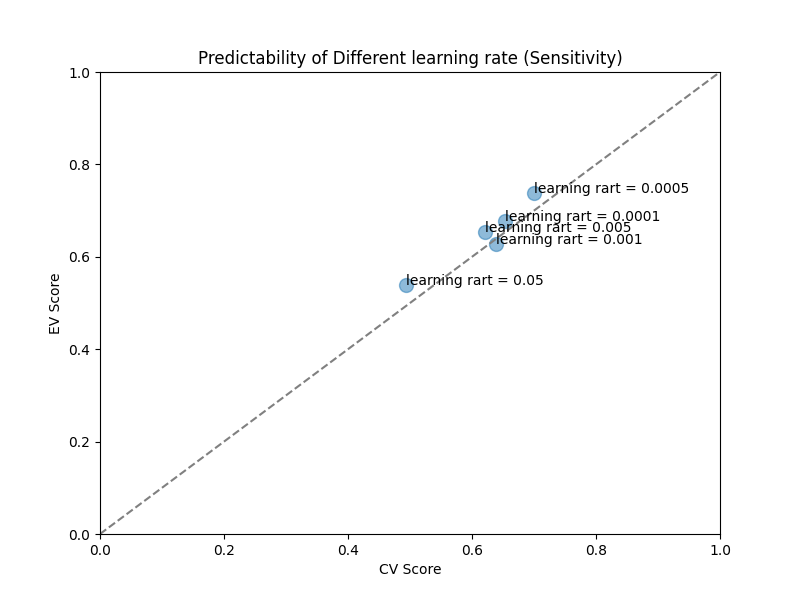 Predictability of Different learning rate (Sensitivity)
1.0
0.8
0.6
0.4
0.2
0.0
EV Score
learning rart = 0.0005
learning rart = 0.0001
learning rart = 0.005
learning rart = 0.001
learning rart = 0.05
0.0 0.2 0.4 0.6 0.8 1.0
CV Score